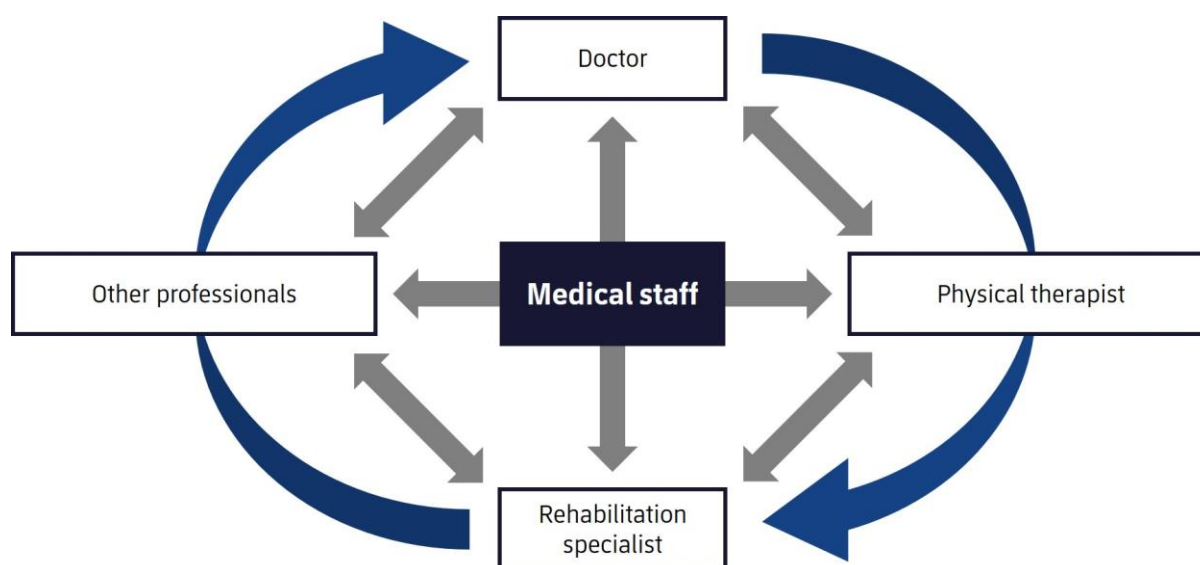 Doctor
Other professionals
Medical staff
Physical therapist
Rehabilitation
specialist